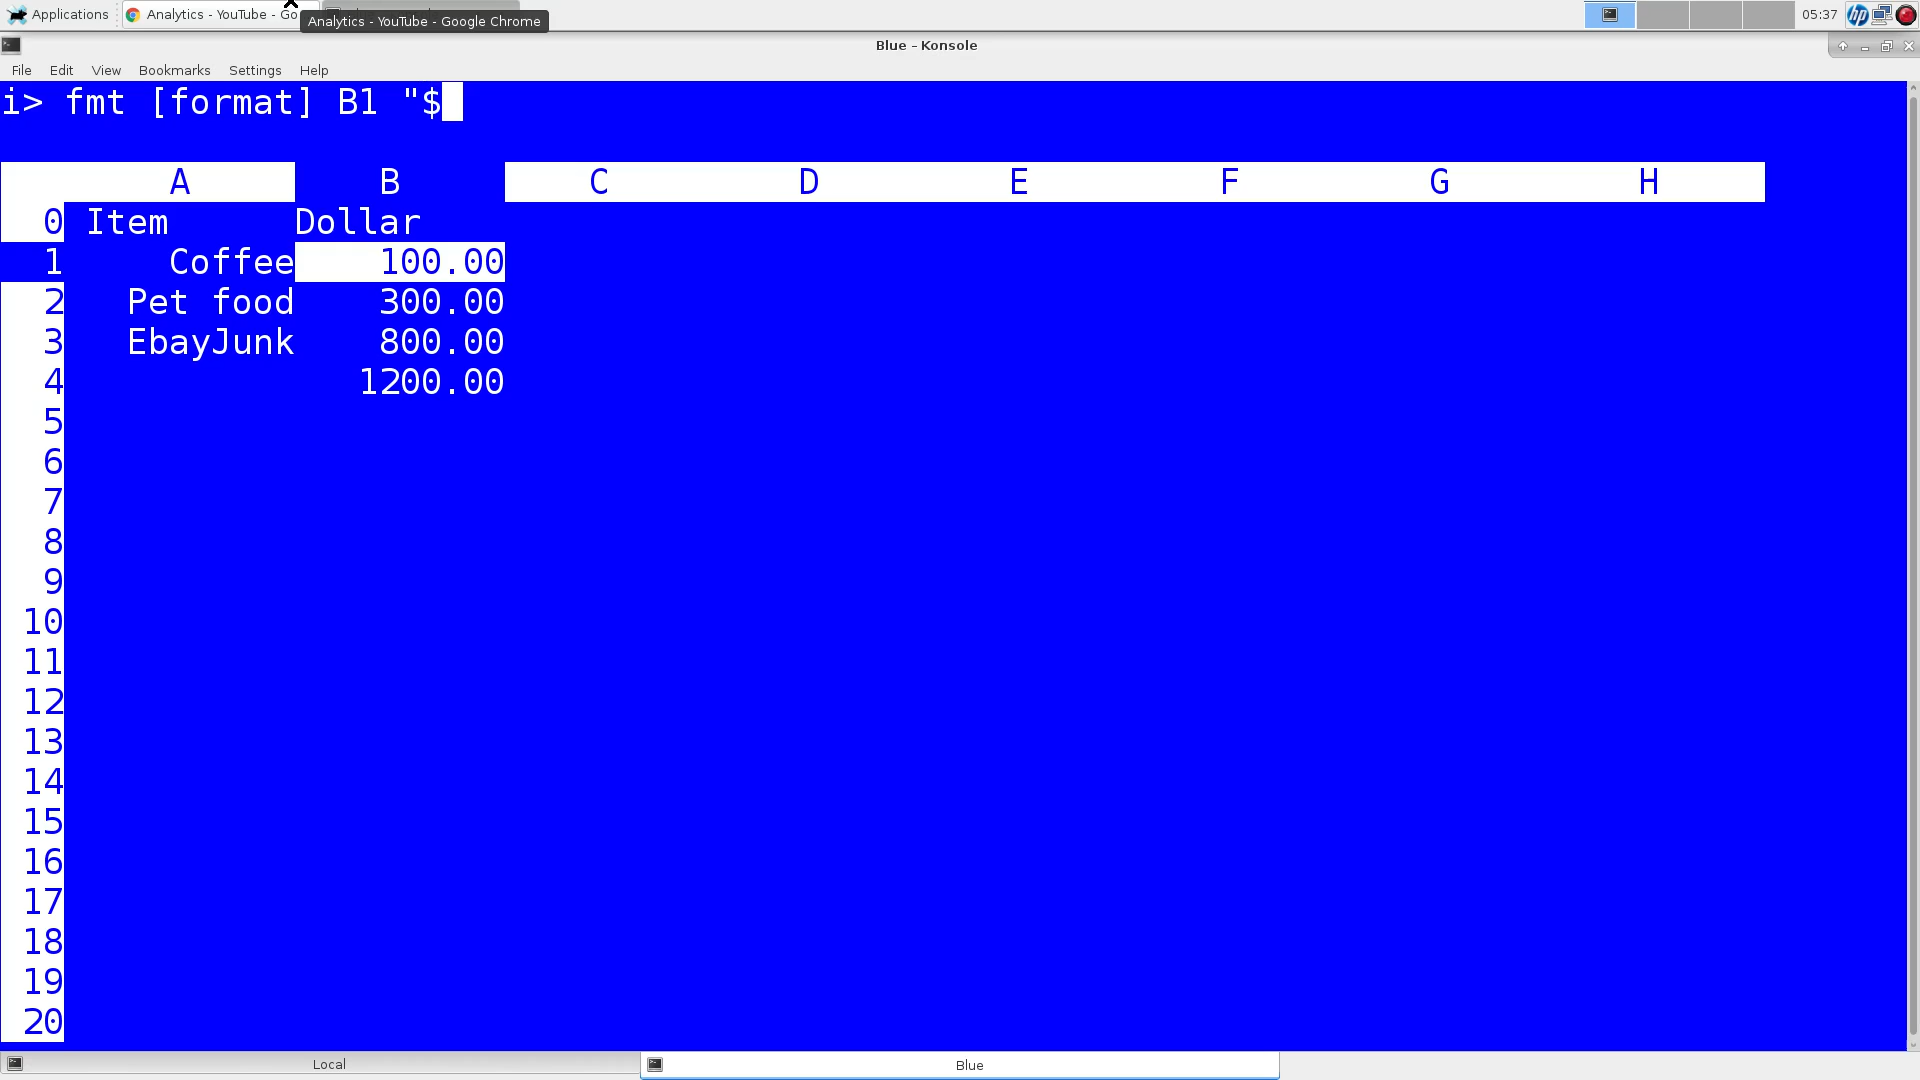 Applications
Analytics - YouTube - Go
Analytics - YouTube - Google Chrome
05:37
hp
Blue – Konsole
File Edit View Bookmarks Settings Help
i> fmt [format] B1 "$
A B C D E F G H
0 Item Dollar
1 Coffee 100.00
2 Pet food 300.00
3 EbayJunk 800.00
4 1200.00
5
6
7
8
9
10
11
12
13
14
15
16
17
18
19
20
Local
Blue